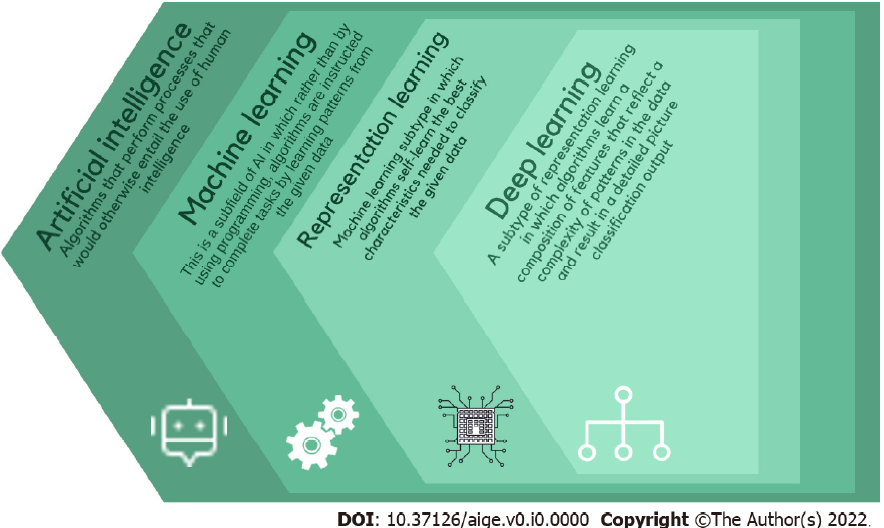 Artificial intelligence
Algorithms that perform processes that
would otherwise entail the use of human
intelligence
Machine learning
This is a subfield of AI in which rather than by
using programming, algorithms are instructed
to complete tasks by learning patterns from
the given data
Representation learning
Machine learning subtype in which
algorithms self-learn the best
characteristics needed to classify
the given data
Deep learning
A subtype of representation learning
in which algorithms learn a
composition of features that reflect a
complexity of patterns in the data
and result in a detailed picture
classification output
DOI: 10.37126/aige.v0.i0.0000 Copyright ©The Author(s) 2022.